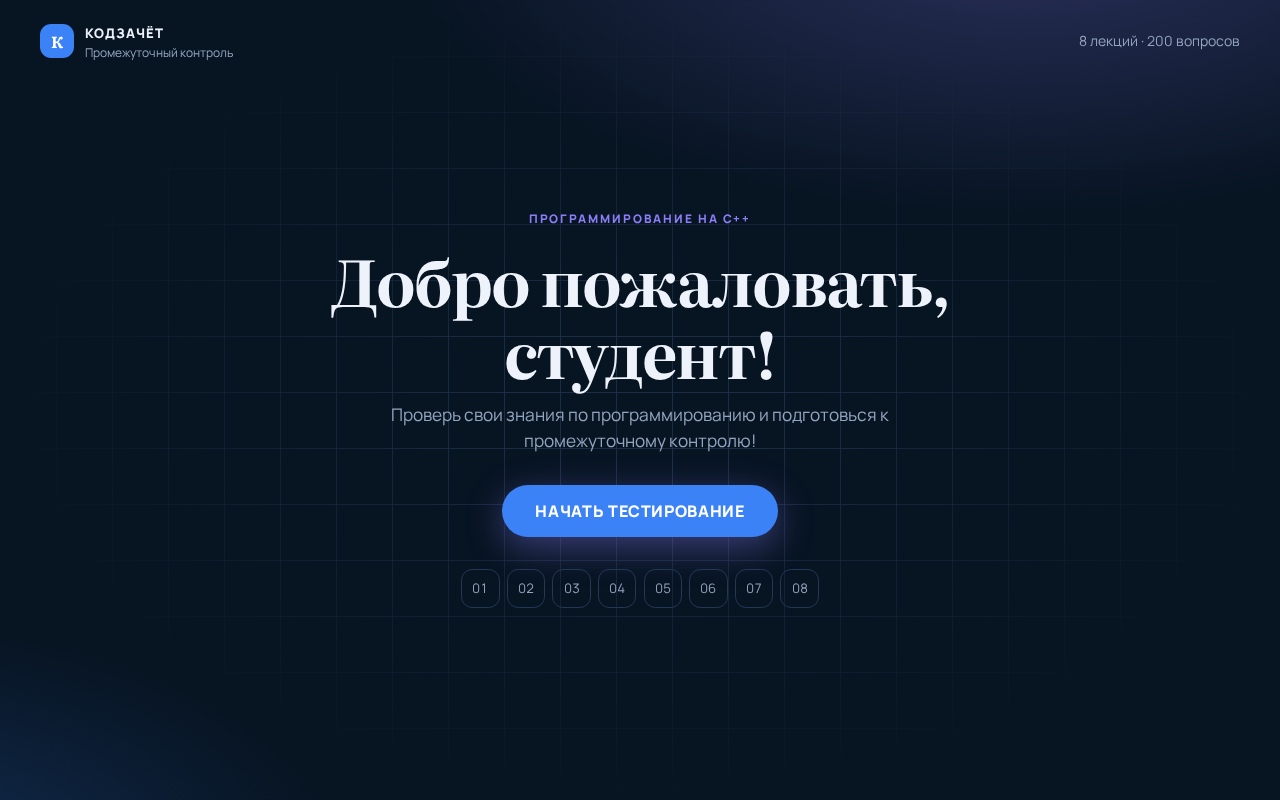 К
КОДЗАЧЁТ
Промежуточный контроль
8 лекций · 200 вопросов
ПРОГРАММИРОВАНИЕ НА C++
Добро пожаловать,
студент!
Проверь свои знания по программированию и подготовься к
промежуточному контролю!
НАЧАТЬ ТЕСТИРОВАНИЕ
01 02 03 04 05 06 07 08